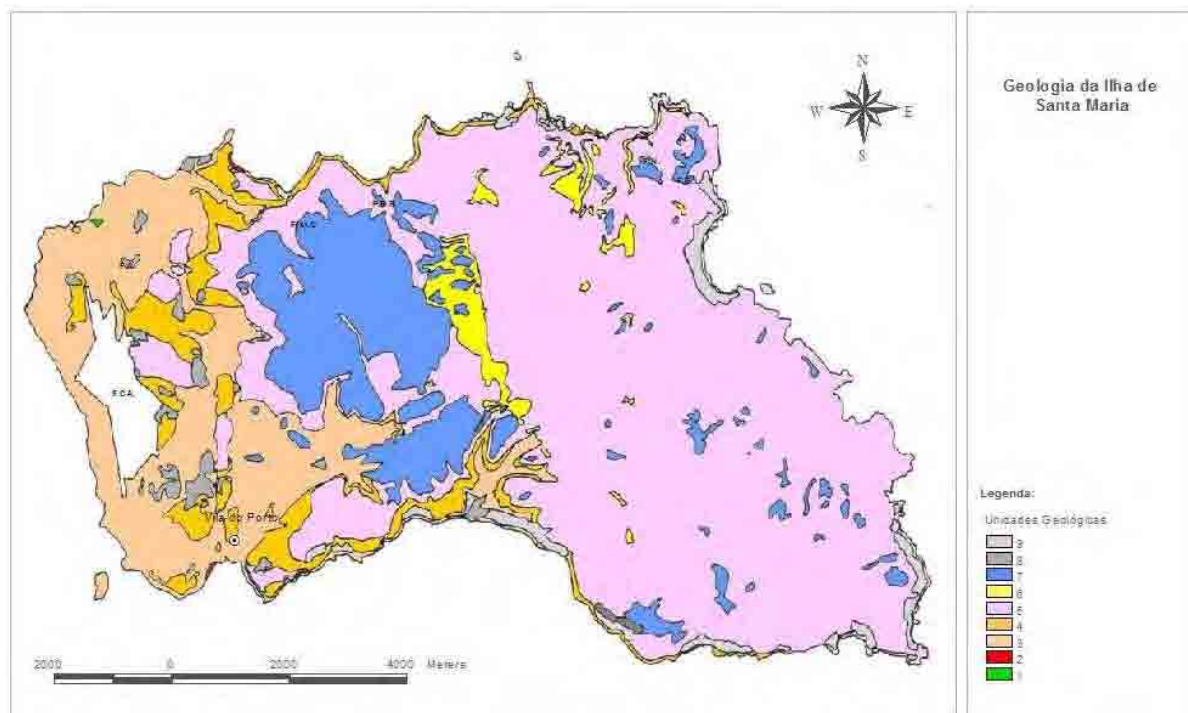 N
W E
S
Geologia da Ilha de
Santa Maria
F.C.A.
Vila do Porto
2000 0 2000 4000 Meters
Legenda:
Unidades Geológicas
9
8
7
6
5
4
3
2
1